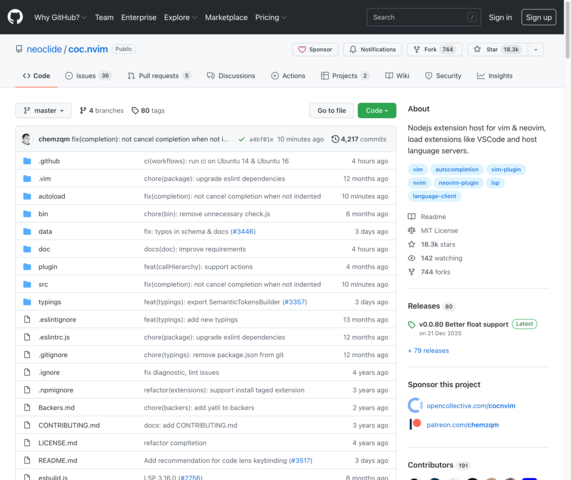 Why GitHub? Team Enterprise Explore Marketplace Pricing Search / Sign in Sign up
neoclide / coc.nvim Public Sponsor Notifications Fork 744 Star 18.3k
Code Issues 36 Pull requests 5 Discussions Actions Projects 2 Wiki Security Insights
master 4 branches 80 tags Go to file Code
chemzqm fix(completion): not cancel completion when not i... a4bf01e 10 minutes ago 4,217 commits
.github ci(workflows): run ci on Ubuntu 14 & Ubuntu 16 4 hours ago
.vim chore(package): upgrade eslint dependencies 12 months ago
autoload fix(completion): not cancel completion when not indented 10 minutes ago
bin chore(bin): remove unnecessary check.js 6 months ago
data fix: typos in schema & docs (#3446) 3 days ago
doc docs(doc): improve requirements 4 hours ago
plugin feat(callHierarchy): support actions 4 months ago
src fix(completion): not cancel completion when not indented 10 minutes ago
typings feat(typings): export SemanticTokensBuilder (#3357) 3 days ago
.eslintignore feat(typings): add new typings 13 months ago
.eslintrc.js chore(package): upgrade eslint dependencies 12 months ago
.gitignore chore(typings): remove package.json from git 12 months ago
.ignore fix diagnostic, lint issues 4 years ago
.npmignore refactor(extensions): support install taged extension 3 years ago
Backers.md chore(backers): add yatli to backers 2 years ago
CONTRIBUTING.md docs: add CONTRIBUTING.md 3 years ago
LICENSE.md refactor compitetion 4 years ago
README.md Add recommendation for code lens keybinding (#3517) 3 days ago
esbuild.js LSP 3.16.0 (#2756) 6 months ago
About
Nodejs extension host for vim & neovim,
load extensions like VSCode and host
language servers.
vim autocompletion vim-plugin
nvim neovim-plugin lsp
language-client
Readme
MIT License
18.3k stars
142 watching
744 forks
Releases 80
v0.0.80 Better float support Latest
on 21 Dec 2020
+ 79 releases
Sponsor this project
opencollective.com/cocnvim
patreon.com/chemzqm
Contributors 191